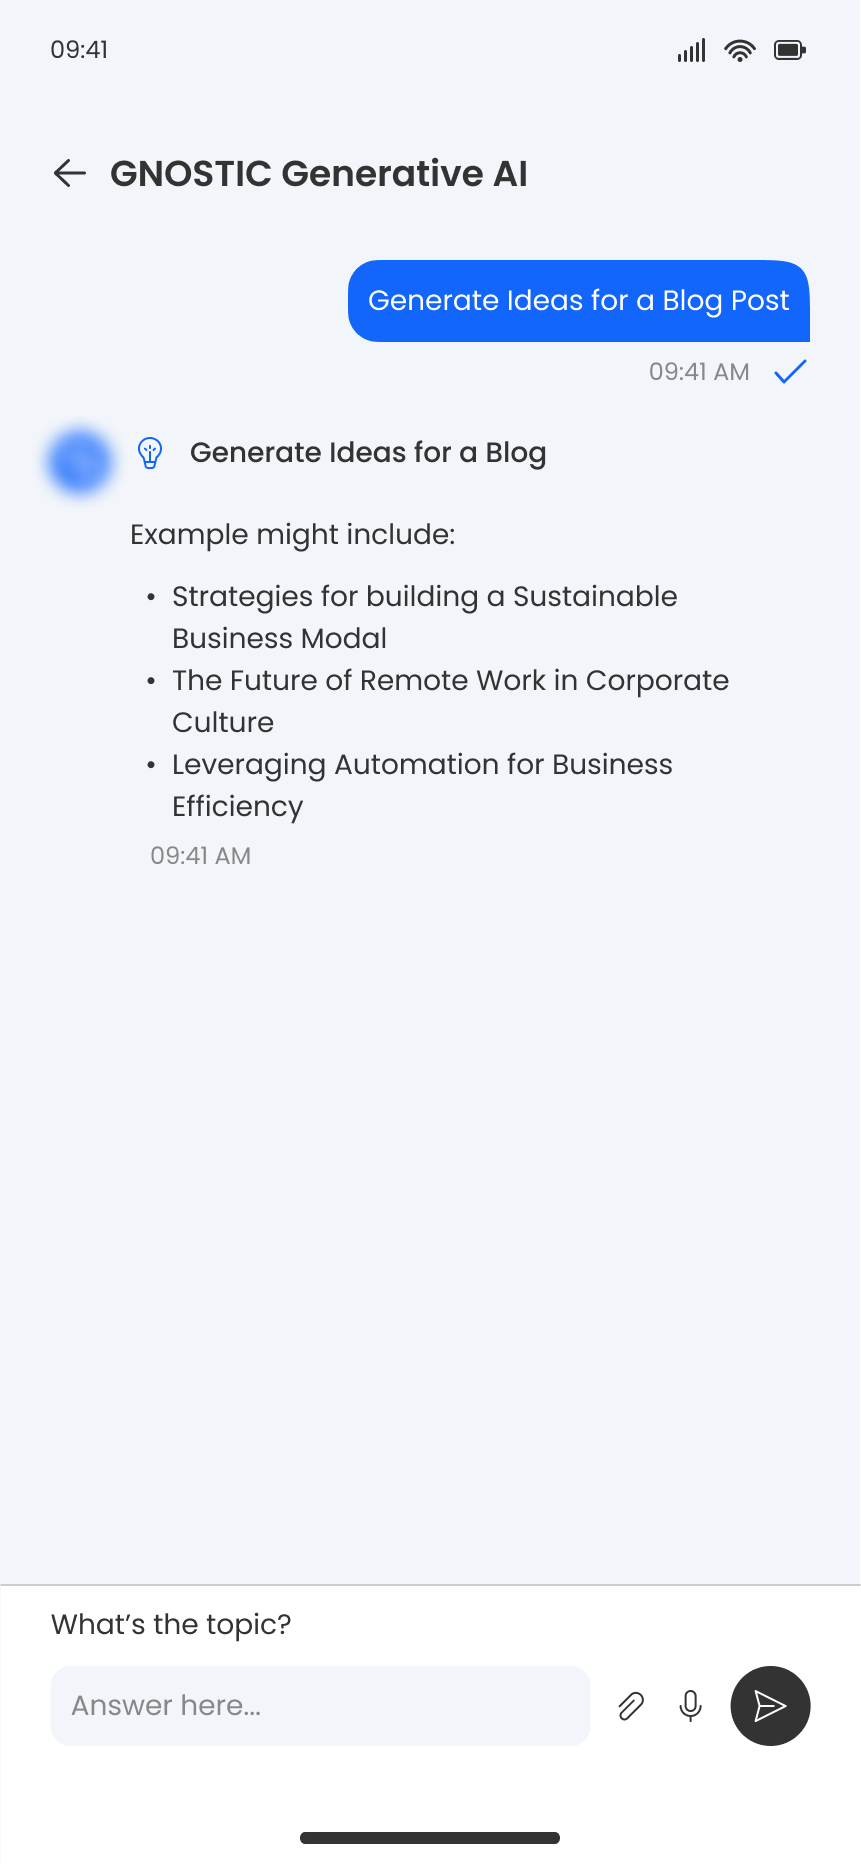 09:41
GNOSTIC Generative AI
Generate Ideas for a Blog Post
09:41 AM
Generate Ideas for a Blog
Example might include:
• Strategies for building a Sustainable
Business Modal
• The Future of Remote Work in Corporate
Culture
• Leveraging Automation for Business
Efficiency
09:41 AM
What's the topic?
Answer here...